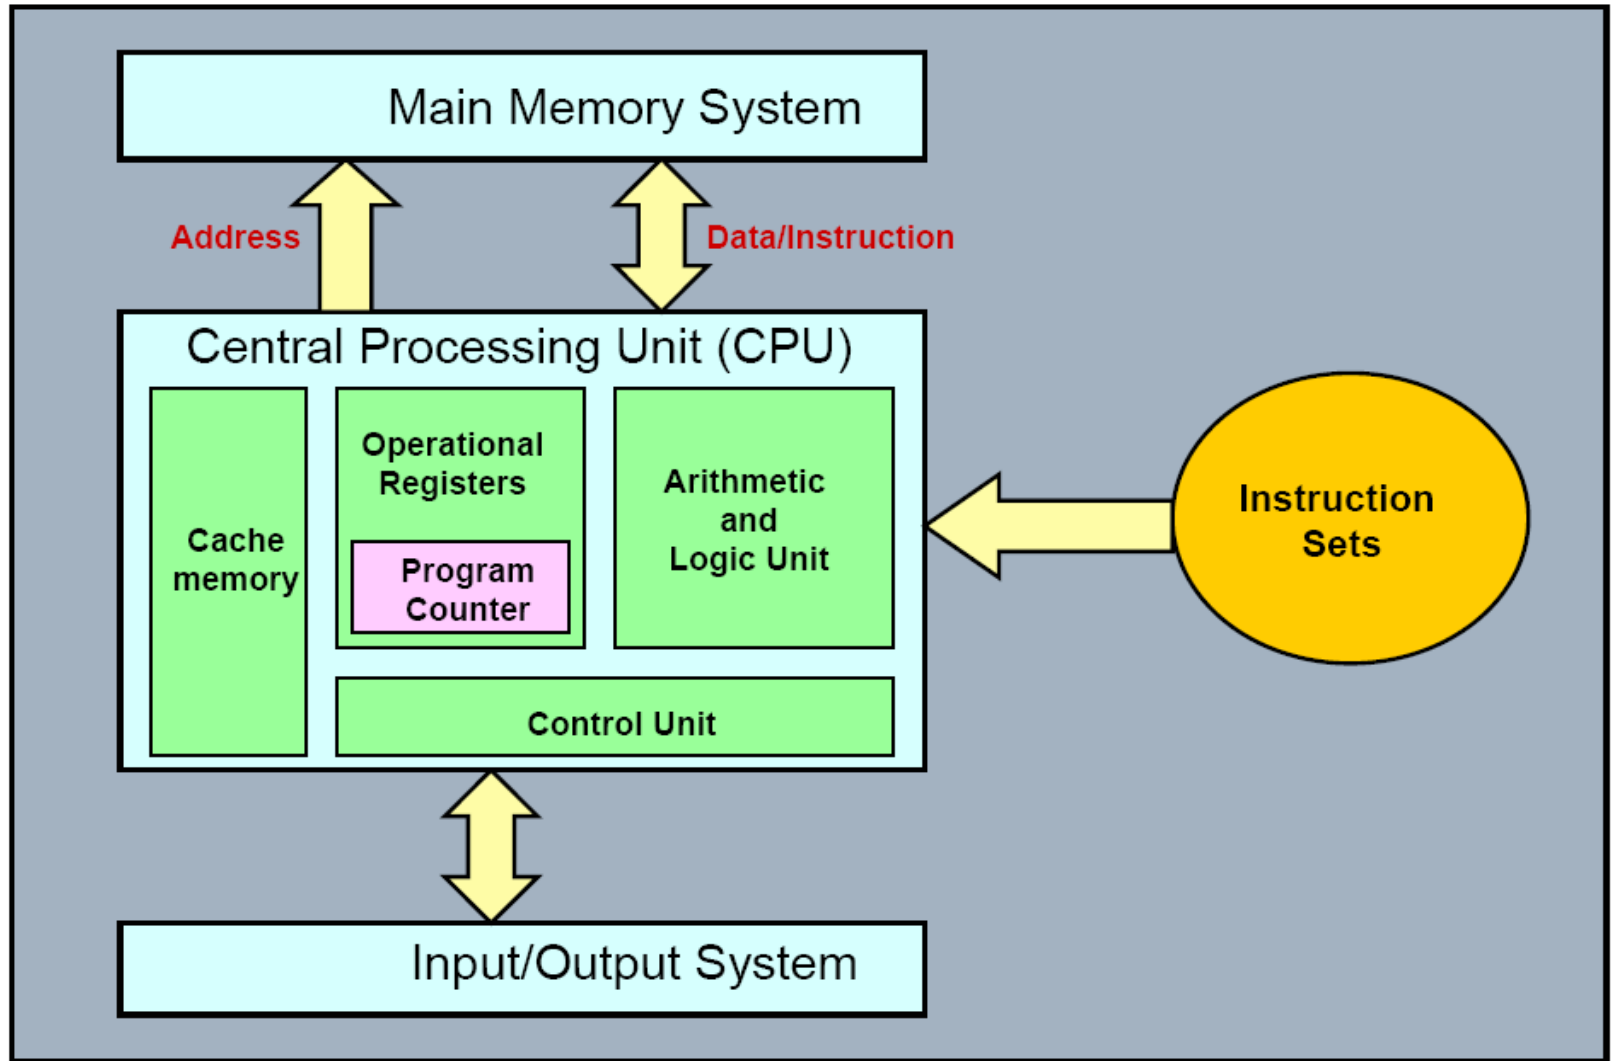 Main Memory System
Address
Data/Instruction
Central Processing Unit (CPU)
Cache
memory
Operational
Registers
Program
Counter
Arithmetic
and
Logic Unit
Control Unit
Instruction
Sets
Input/Output System